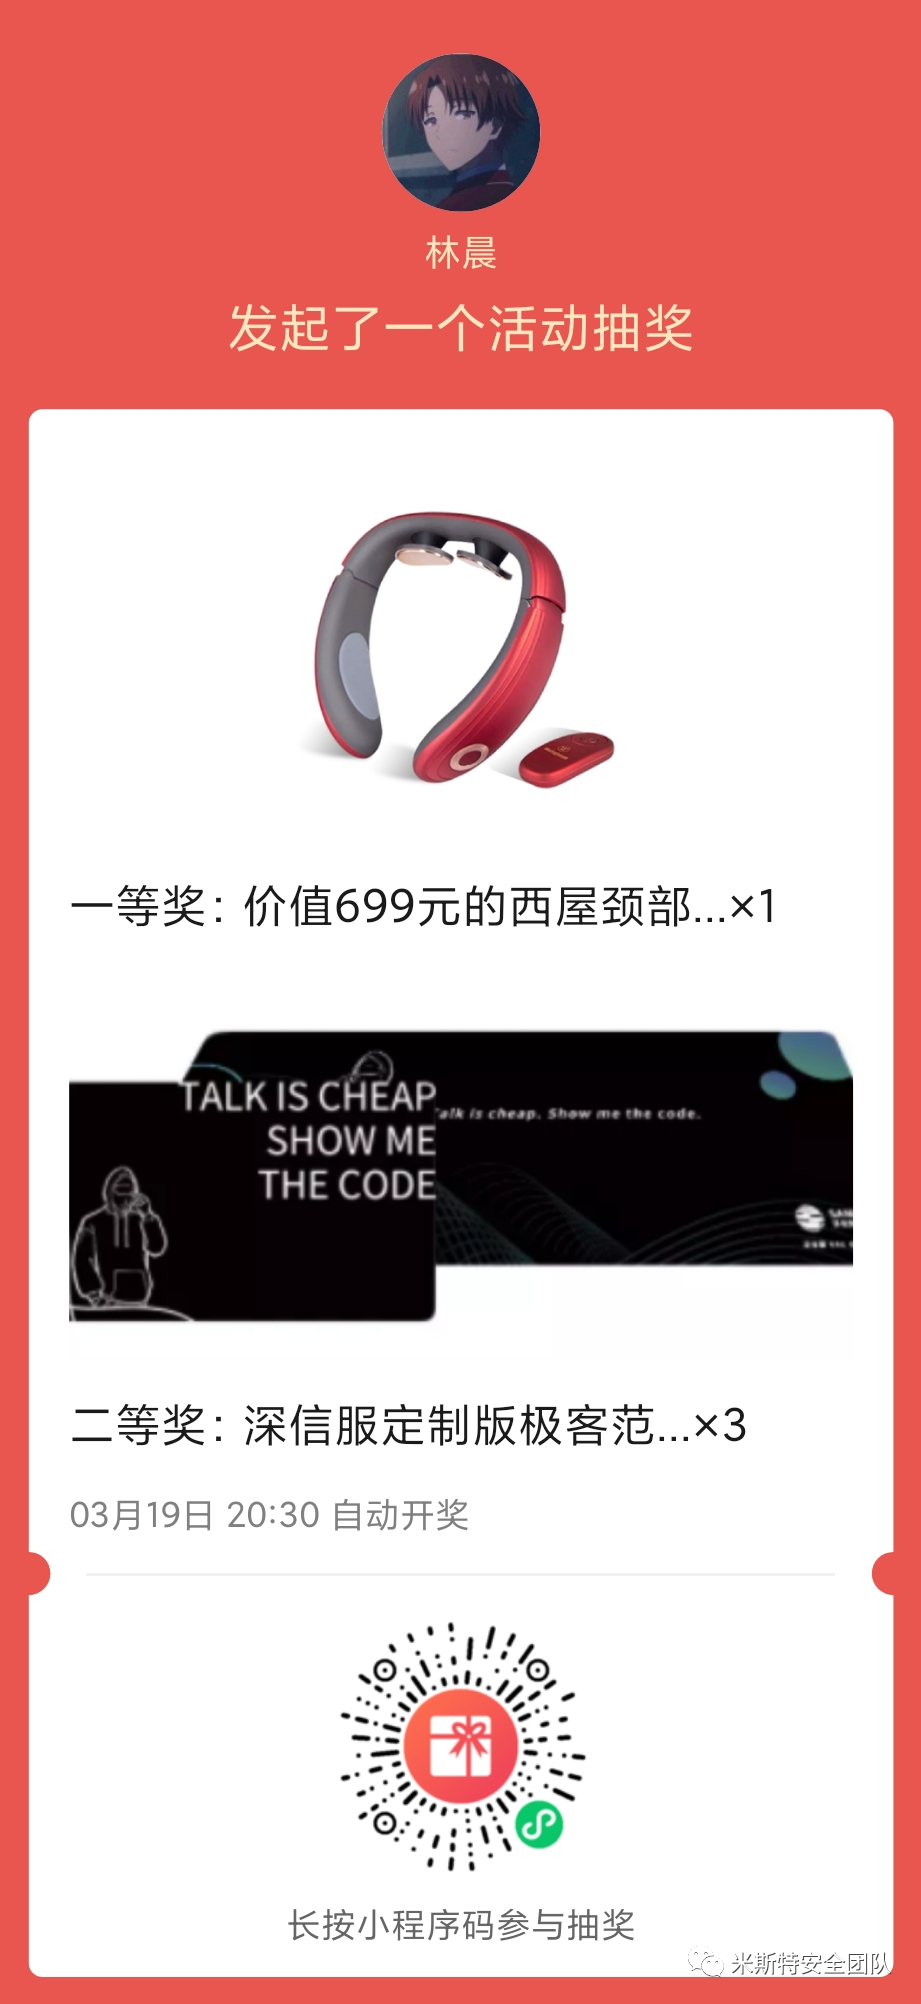 林晨
发起了一个活动抽奖
一等奖：价值699元的西屋颈部...×1
TALK IS CHEAP
SHOW ME
THE CODE
Talk is cheap. Show me the code.
二等奖：深信服定制版极客范...×3
03月19日 20:30 自动开奖
长按小程序码参与抽奖
米斯特安全团队